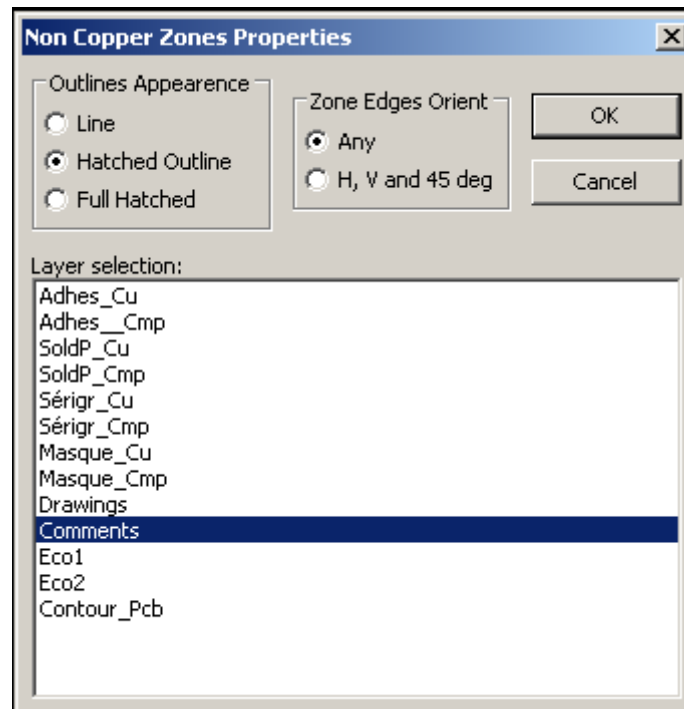 Non Copper Zones Properties
Outlines Appearence
Line
Hatched Outline
Full Hatched
Zone Edges Orient
Any
H, V and 45 deg
OK
Cancel
Layer selection:
Adhes_Cu
Adhes__Cmp
SoldP_Cu
SoldP_Cmp
Sérigr_Cu
Sérigr_Cmp
Masque_Cu
Masque_Cmp
Drawings
Comments
Eco1
Eco2
Contour_Pcb